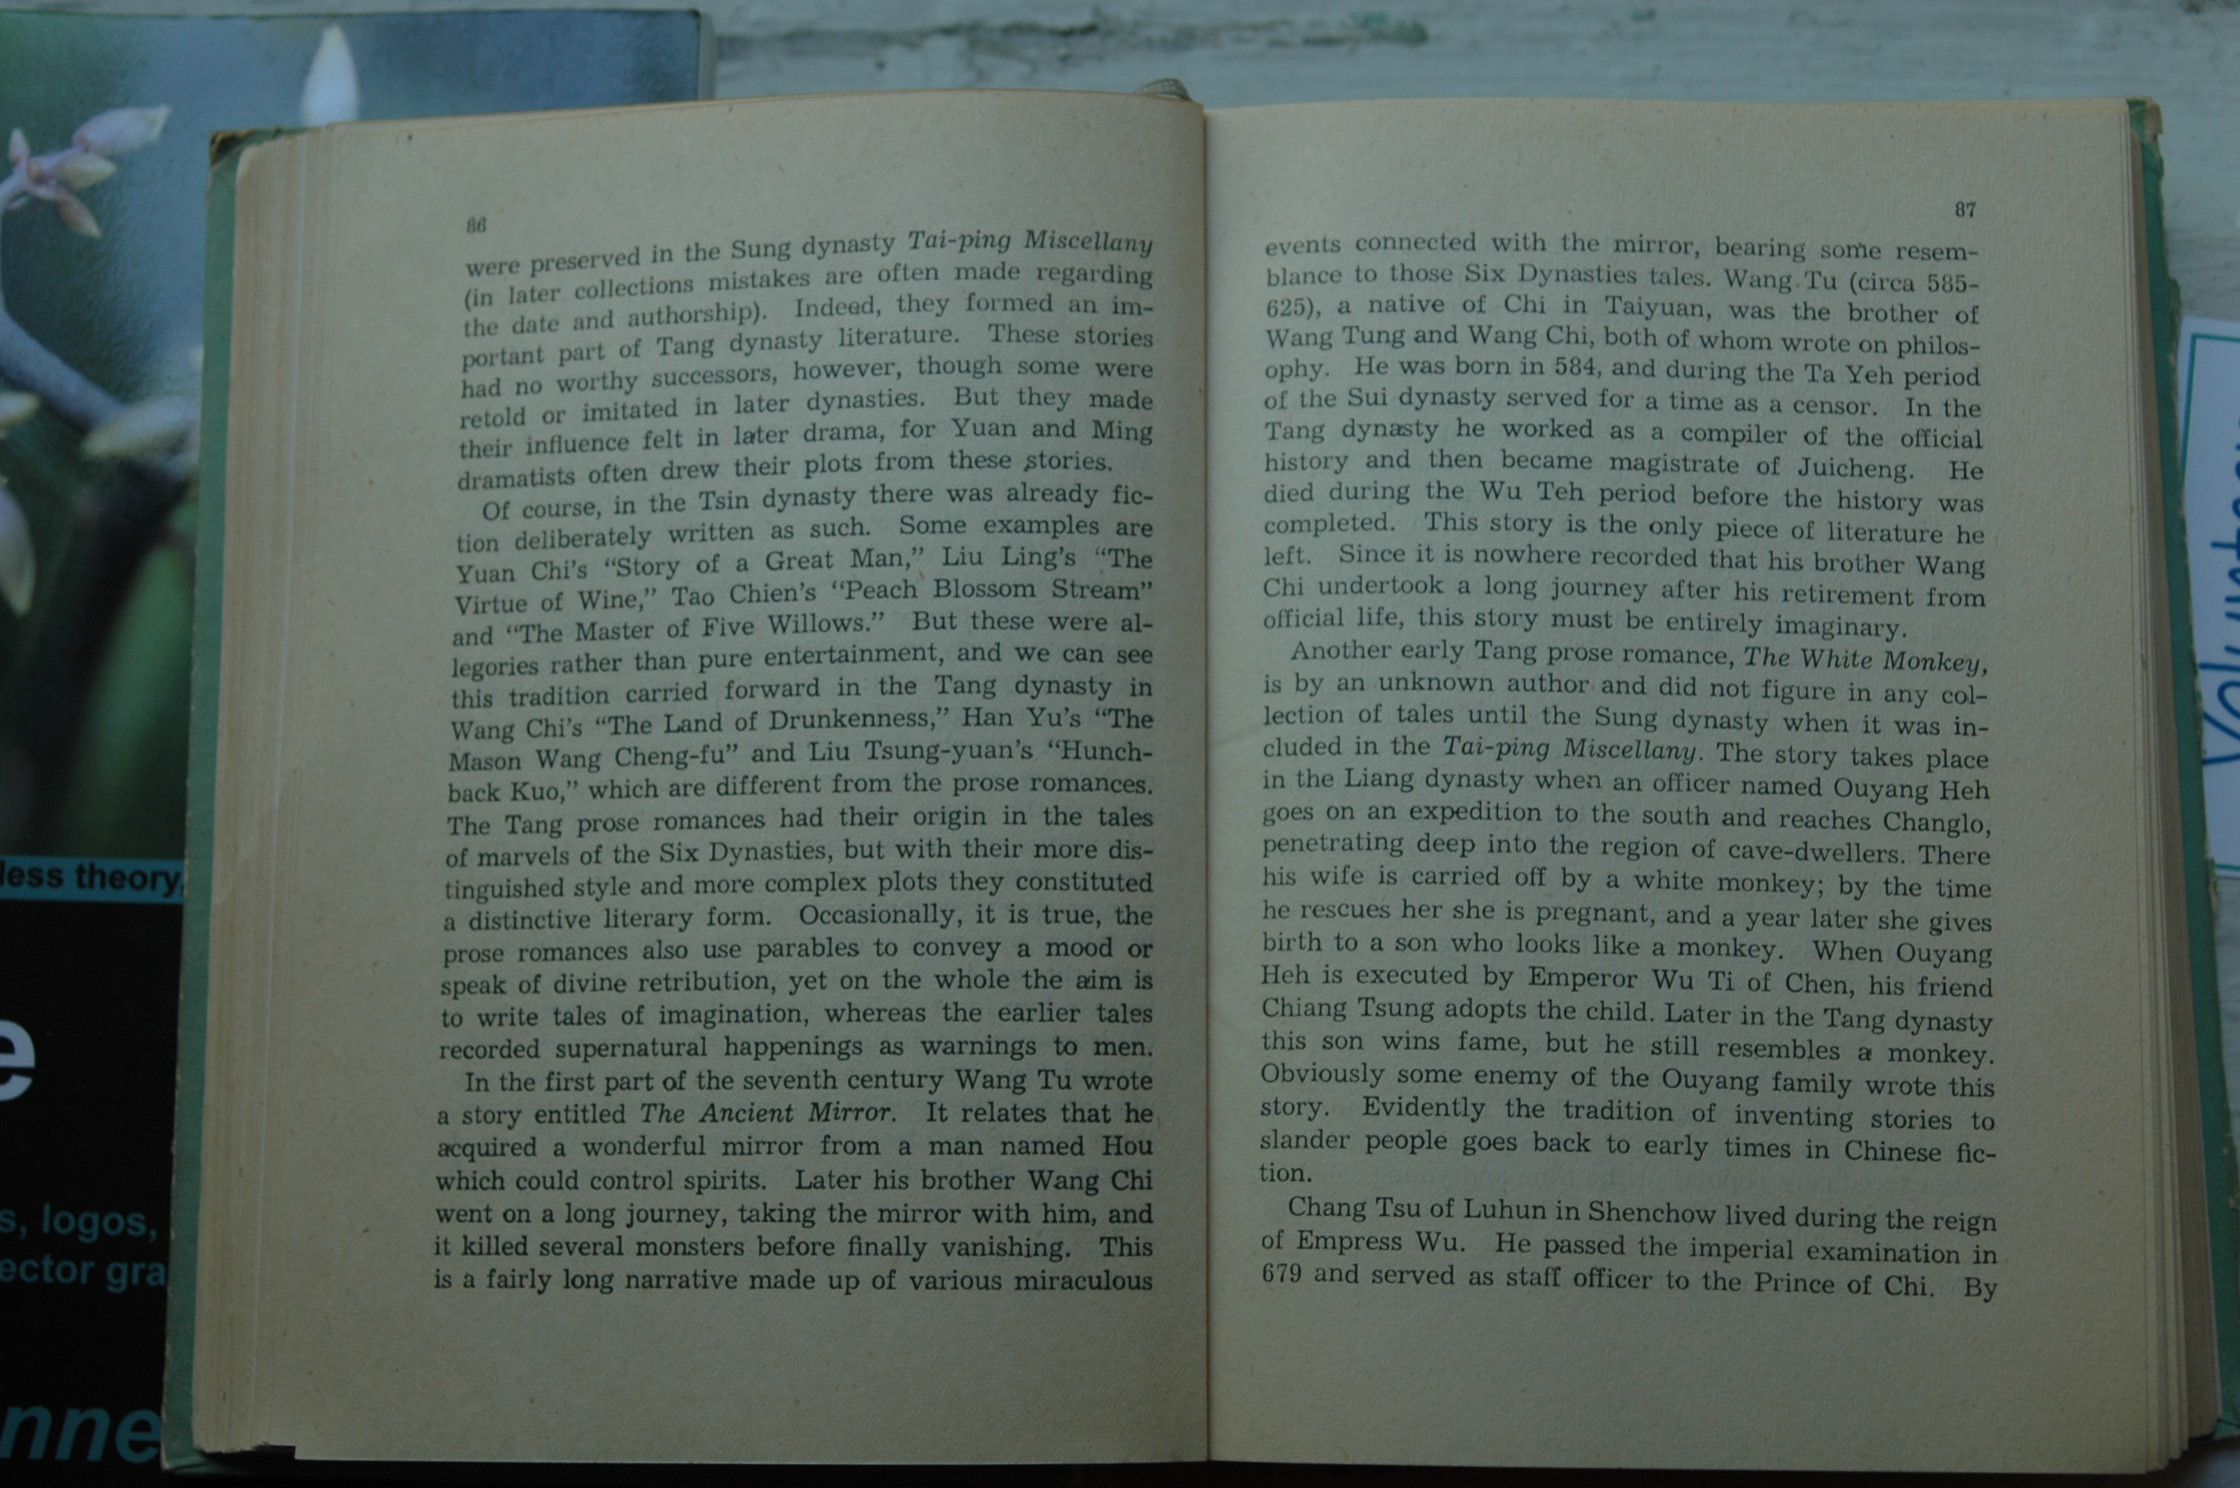 86
were preserved in the Sung dynasty Tai-ping Miscellany
(in later collections mistakes are often made regarding
the date and authorship). Indeed, they formed an im-
portant part of Tang dynasty literature. These stories
had no worthy successors, however, though some were
retold or imitated in later dynasties. But they made
their influence felt in later drama, for Yuan and Ming
dramatists often drew their plots from these stories.
Of course, in the Tsin dynasty there was already fic-
tion deliberately written as such. Some examples are
Yuan Chi's “Story of a Great Man,” Liu Ling's “The
Virtue of Wine,” Tao Chien's “Peach Blossom Stream”
and “The Master of Five Willows.” But these were al-
legories rather than pure entertainment, and we can see
this tradition carried forward in the Tang dynasty in
Wang Chi's “The Land of Drunkenness,” Han Yu's “The
Mason Wang Cheng-fu” and Liu Tsung-yuan's “Hunch-
back Kuo,” which are different from the prose romances.
The Tang prose romances had their origin in the tales
of marvels of the Six Dynasties, but with their more dis-
tinguished style and more complex plots they constituted
a distinctive literary form. Occasionally, it is true, the
prose romances also use parables to convey a mood or
speak of divine retribution, yet on the whole the aim is
to write tales of imagination, whereas the earlier tales
recorded supernatural happenings as warnings to men.
In the first part of the seventh century Wang Tu wrote
a story entitled The Ancient Mirror. It relates that he
acquired a wonderful mirror from a man named Hou
which could control spirits. Later his brother Wang Chi
went on a long journey, taking the mirror with him, and
it killed several monsters before finally vanishing. This
is a fairly long narrative made up of various miraculous
87
events connected with the mirror, bearing some resem-
blance to those Six Dynasties tales. Wang Tu (circa 585-
625), a native of Chi in Taiyuan, was the brother of
Wang Tung and Wang Chi, both of whom wrote on philos-
ophy. He was born in 584, and during the Ta Yeh period
of the Sui dynasty served for a time as a censor. In the
Tang dynasty he worked as a compiler of the official
history and then became magistrate of Juicheng. He
died during the Wu Teh period before the history was
completed. This story is the only piece of literature he
left. Since it is nowhere recorded that his brother Wang
Chi undertook a long journey after his retirement from
official life, this story must be entirely imaginary.
Another early Tang prose romance, The White Monkey,
is by an unknown author and did not figure in any col-
lection of tales until the Sung dynasty when it was in-
cluded in the Tai-ping Miscellany. The story takes place
in the Liang dynasty when an officer named Ouyang Heh
goes on an expedition to the south and reaches Changlo,
penetrating deep into the region of cave-dwellers. There
his wife is carried off by a white monkey; by the time
he rescues her she is pregnant, and a year later she gives
birth to a son who looks like a monkey. When Ouyang
Heh is executed by Emperor Wu Ti of Chen, his friend
Chiang Tsung adopts the child. Later in the Tang dynasty
this son wins fame, but he still resembles a monkey.
Obviously some enemy of the Ouyang family wrote this
story. Evidently the tradition of inventing stories to
slander people goes back to early times in Chinese fic-
tion.
Chang Tsu of Luhun in Shenchow lived during the reign
of Empress Wu. He passed the imperial examination in
679 and served as staff officer to the Prince of Chi. By
less theory,
s, logos,
ector gra